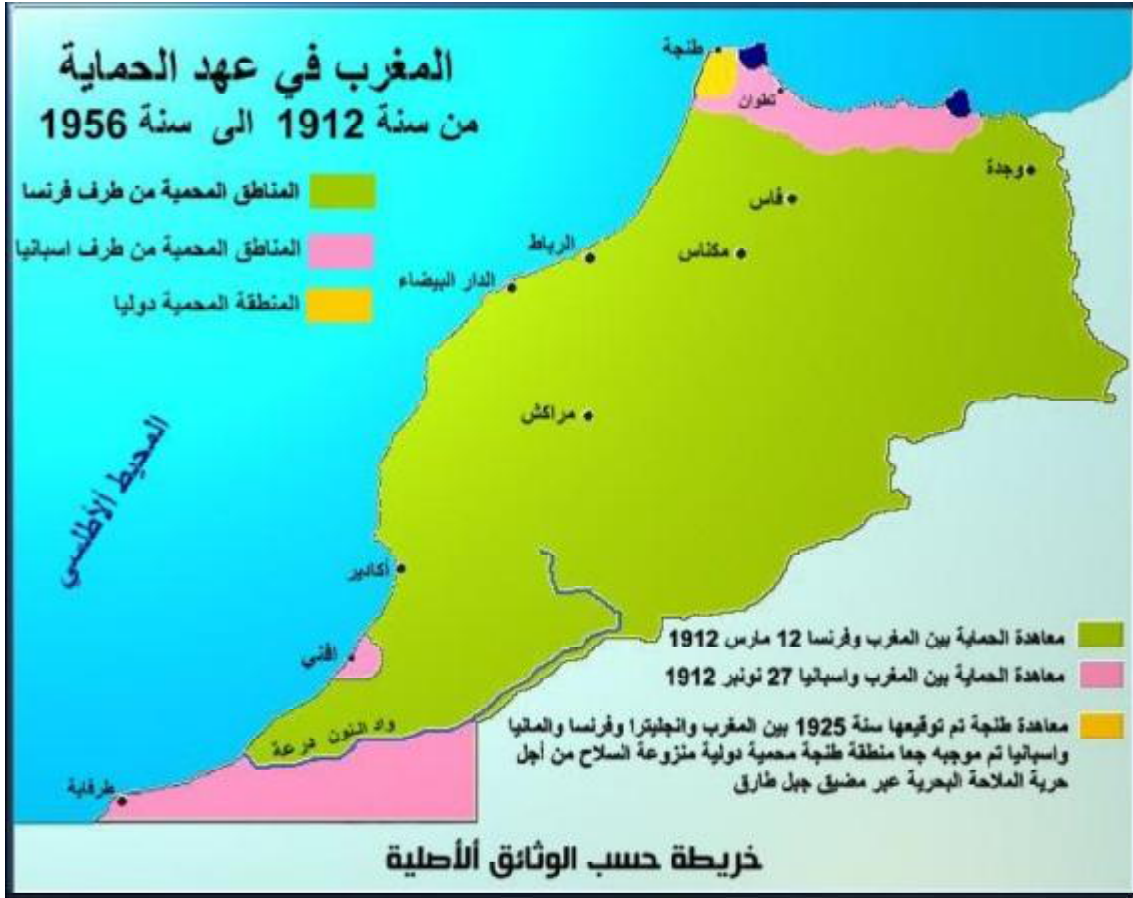 المغرب في عهد الحماية
من سنة 1912 الى سنة 1956
المناطق المحمية من طرف فرنسا
المناطق المحمية من طرف اسبانيا
المنطقة المحمية دوليا
طنجة
تطوان
وجدة
فاس
مكناس
الرباط
الدار البيضاء
مراكش
المحيط ألأطلسي
أكادير
افني
واد النون درعة
طرفاية
معاهدة الحماية بين المغرب وفرنسا 12 مارس 1912
معاهدة الحماية بين المغرب واسبانيا 27 نونبر 1912
معاهدة طنجة تم توقيعها سنة 1925 بين المغرب وانجليترا وفرنسا والمانيا
واسبانيا تم موجبه جعا منطقة طنجة محمية دولية منزوعة السلاح من أجل
حرية الملاحة البحرية عبر مضيق جبل طارق
خريطة حسب الوثائق ألأصلية